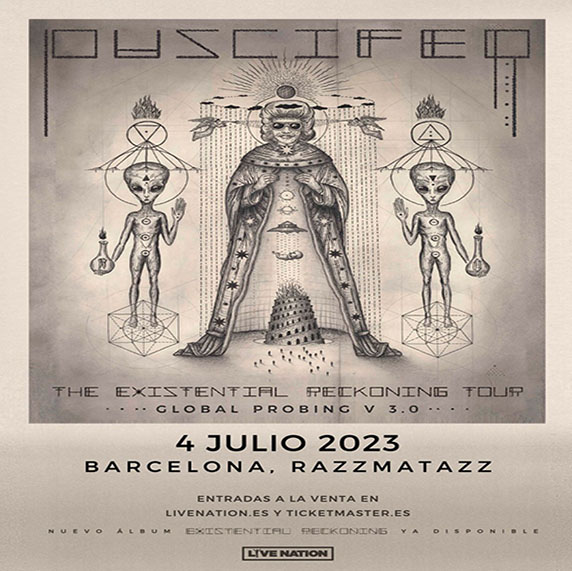 PUSCIFER
THE EXISTENTIAL RECKONING TOUR
GLOBAL PROBING V 3.0
4 JULIO 2023
BARCELONA, RAZZMATAZZ
ENTRADAS A LA VENTA EN
LIVENATION.ES Y TICKETMASTER.ES
NUEVO ÁLBUM EXISTENTIAL RECKONING YA DISPONIBLE
LIVE NATION